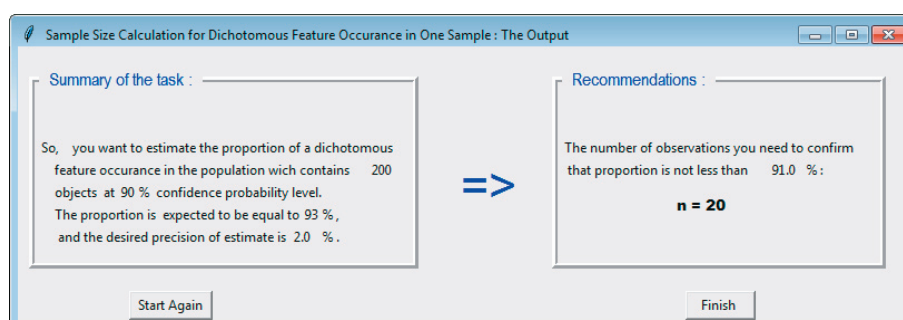 Sample Size Calculation for Dichotomous Feature Occurance in One Sample : The Output
Summary of the task :
So, you want to estimate the proportion of a dichotomous
feature occurance in the population wich contains 200
objects at 90 % confidence probability level.
The proportion is expected to be equal to 93 % ,
and the desired precision of estimate is 2.0 % .
=>
Recommendations :
The number of observations you need to confirm
that proportion is not less than 91.0 % :
n = 20
Start Again
Finish